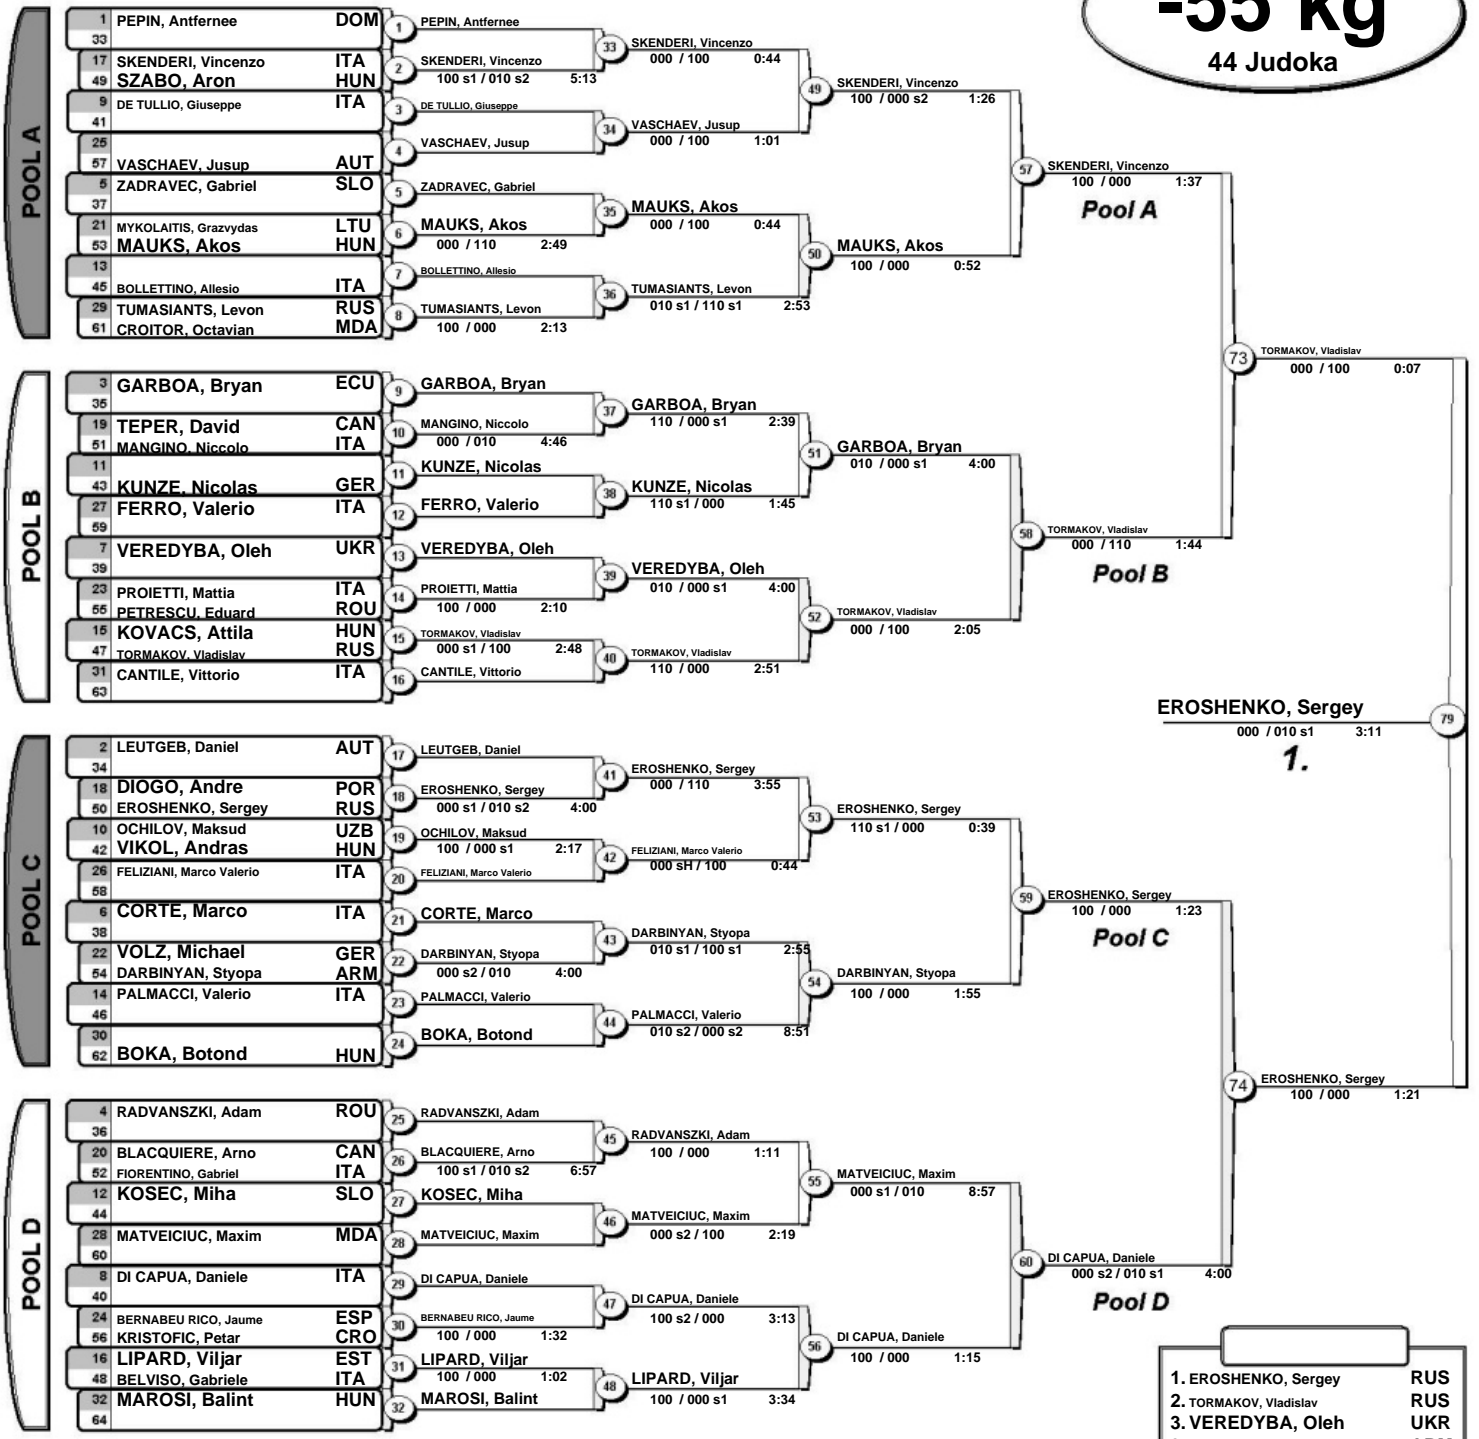 -55 kg
44 Judoka
POOL A
1 PEPIN, Antfernee DOM
33
17 SKENDERI, Vincenzo ITA
49 SZABO, Aron HUN
9 DE TULLIO, Giuseppe ITA
41
25
57 VASCHAEV, Jusup AUT
5 ZADRAVEC, Gabriel SLO
37
21 MYKOLAITIS, Grazvydas LTU
53 MAUKS, Akos HUN
13
45 BOLLETTINO, Allesio ITA
29 TUMASIANTS, Levon RUS
61 CROITOR, Octavian MDA
1 PEPIN, Antfernee
2 SKENDERI, Vincenzo
100 s1 / 010 s2 5:13
3 DE TULLIO, Giuseppe
4 VASCHAEV, Jusup
5 ZADRAVEC, Gabriel
6 MAUKS, Akos
000 / 110 2:49
7 BOLLETTINO, Allesio
8 TUMASIANTS, Levon
100 / 000 2:13
33 SKENDERI, Vincenzo
000 / 100 0:44
34 VASCHAEV, Jusup
000 / 100 1:01
35 MAUKS, Akos
000 / 100 0:44
36 TUMASIANTS, Levon
010 s1 / 110 s1 2:53
49 SKENDERI, Vincenzo
100 / 000 s2 1:26
50 MAUKS, Akos
100 / 000 0:52
57 SKENDERI, Vincenzo
100 / 000 1:37
Pool A
POOL B
3 GARBOA, Bryan ECU
35
19 TEPER, David CAN
51 MANGINO, Niccolo ITA
11
43 KUNZE, Nicolas GER
27 FERRO, Valerio ITA
59
7 VEREDYBA, Oleh UKR
39
23 PROIETTI, Mattia ITA
55 PETRESCU, Eduard ROU
15 KOVACS, Attila HUN
47 TORMAKOV, Vladislav RUS
31 CANTILE, Vittorio ITA
63
9 GARBOA, Bryan
10 MANGINO, Niccolo
000 / 010 4:46
11 KUNZE, Nicolas
12 FERRO, Valerio
13 VEREDYBA, Oleh
14 PROIETTI, Mattia
100 / 000 2:10
15 TORMAKOV, Vladislav
000 s1 / 100 2:48
16 CANTILE, Vittorio
37 GARBOA, Bryan
110 / 000 s1 2:39
38 KUNZE, Nicolas
110 s1 / 000 1:45
39 VEREDYBA, Oleh
010 / 000 s1 4:00
40 TORMAKOV, Vladislav
110 / 000 2:51
51 GARBOA, Bryan
010 / 000 s1 4:00
52 TORMAKOV, Vladislav
000 / 100 2:05
58 TORMAKOV, Vladislav
000 / 110 1:44
Pool B
73 TORMAKOV, Vladislav
000 / 100 0:07
EROSHENKO, Sergey 79
000 / 010 s1 3:11
1.
POOL C
2 LEUTGEB, Daniel AUT
34
18 DIOGO, Andre POR
50 EROSHENKO, Sergey RUS
10 OCHILOV, Maksud UZB
42 VIKOL, Andras HUN
26 FELIZIANI, Marco Valerio ITA
58
6 CORTE, Marco ITA
38
22 VOLZ, Michael GER
54 DARBINYAN, Styopa ARM
14 PALMACCI, Valerio ITA
46
30
62 BOKA, Botond HUN
17 LEUTGEB, Daniel
18 EROSHENKO, Sergey
000 s1 / 010 s2 4:00
19 OCHILOV, Maksud
100 / 000 s1 2:17
20 FELIZIANI, Marco Valerio
21 CORTE, Marco
22 DARBINYAN, Styopa
000 s2 / 010 4:00
23 PALMACCI, Valerio
24 BOKA, Botond
41 EROSHENKO, Sergey
000 / 110 3:55
42 FELIZIANI, Marco Valerio
000 sH / 100 0:44
43 DARBINYAN, Styopa
010 s1 / 100 s1 2:55
44 PALMACCI, Valerio
010 s2 / 000 s2 8:51
53 EROSHENKO, Sergey
110 s1 / 000 0:39
54 DARBINYAN, Styopa
100 / 000 1:55
59 EROSHENKO, Sergey
100 / 000 1:23
Pool C
74 EROSHENKO, Sergey
100 / 000 1:21
POOL D
4 RADVANSZKI, Adam ROU
36
20 BLACQUIERE, Arno CAN
52 FIORENTINO, Gabriel ITA
12 KOSEC, Miha SLO
44
28 MATVEICIUC, Maxim MDA
60
8 DI CAPUA, Daniele ITA
40
24 BERNABEU RICO, Jaume ESP
56 KRISTOFIC, Petar CRO
16 LIPARD, Viljar EST
48 BELVISO, Gabriele ITA
32 MAROSI, Balint HUN
64
25 RADVANSZKI, Adam
26 BLACQUIERE, Arno
100 s1 / 010 s2 6:57
27 KOSEC, Miha
28 MATVEICIUC, Maxim
29 DI CAPUA, Daniele
30 BERNABEU RICO, Jaume
100 / 000 1:32
31 LIPARD, Viljar
100 / 000 1:02
32 MAROSI, Balint
45 RADVANSZKI, Adam
100 / 000 1:11
46 MATVEICIUC, Maxim
000 s2 / 100 2:19
47 DI CAPUA, Daniele
100 s2 / 000 3:13
48 LIPARD, Viljar
100 / 000 s1 3:34
55 MATVEICIUC, Maxim
000 s1 / 010 8:57
56 DI CAPUA, Daniele
100 / 000 1:15
60 DI CAPUA, Daniele
000 s2 / 010 s1 4:00
Pool D
1. EROSHENKO, Sergey RUS
2. TORMAKOV, Vladislav RUS
3. VEREDYBA, Oleh UKR